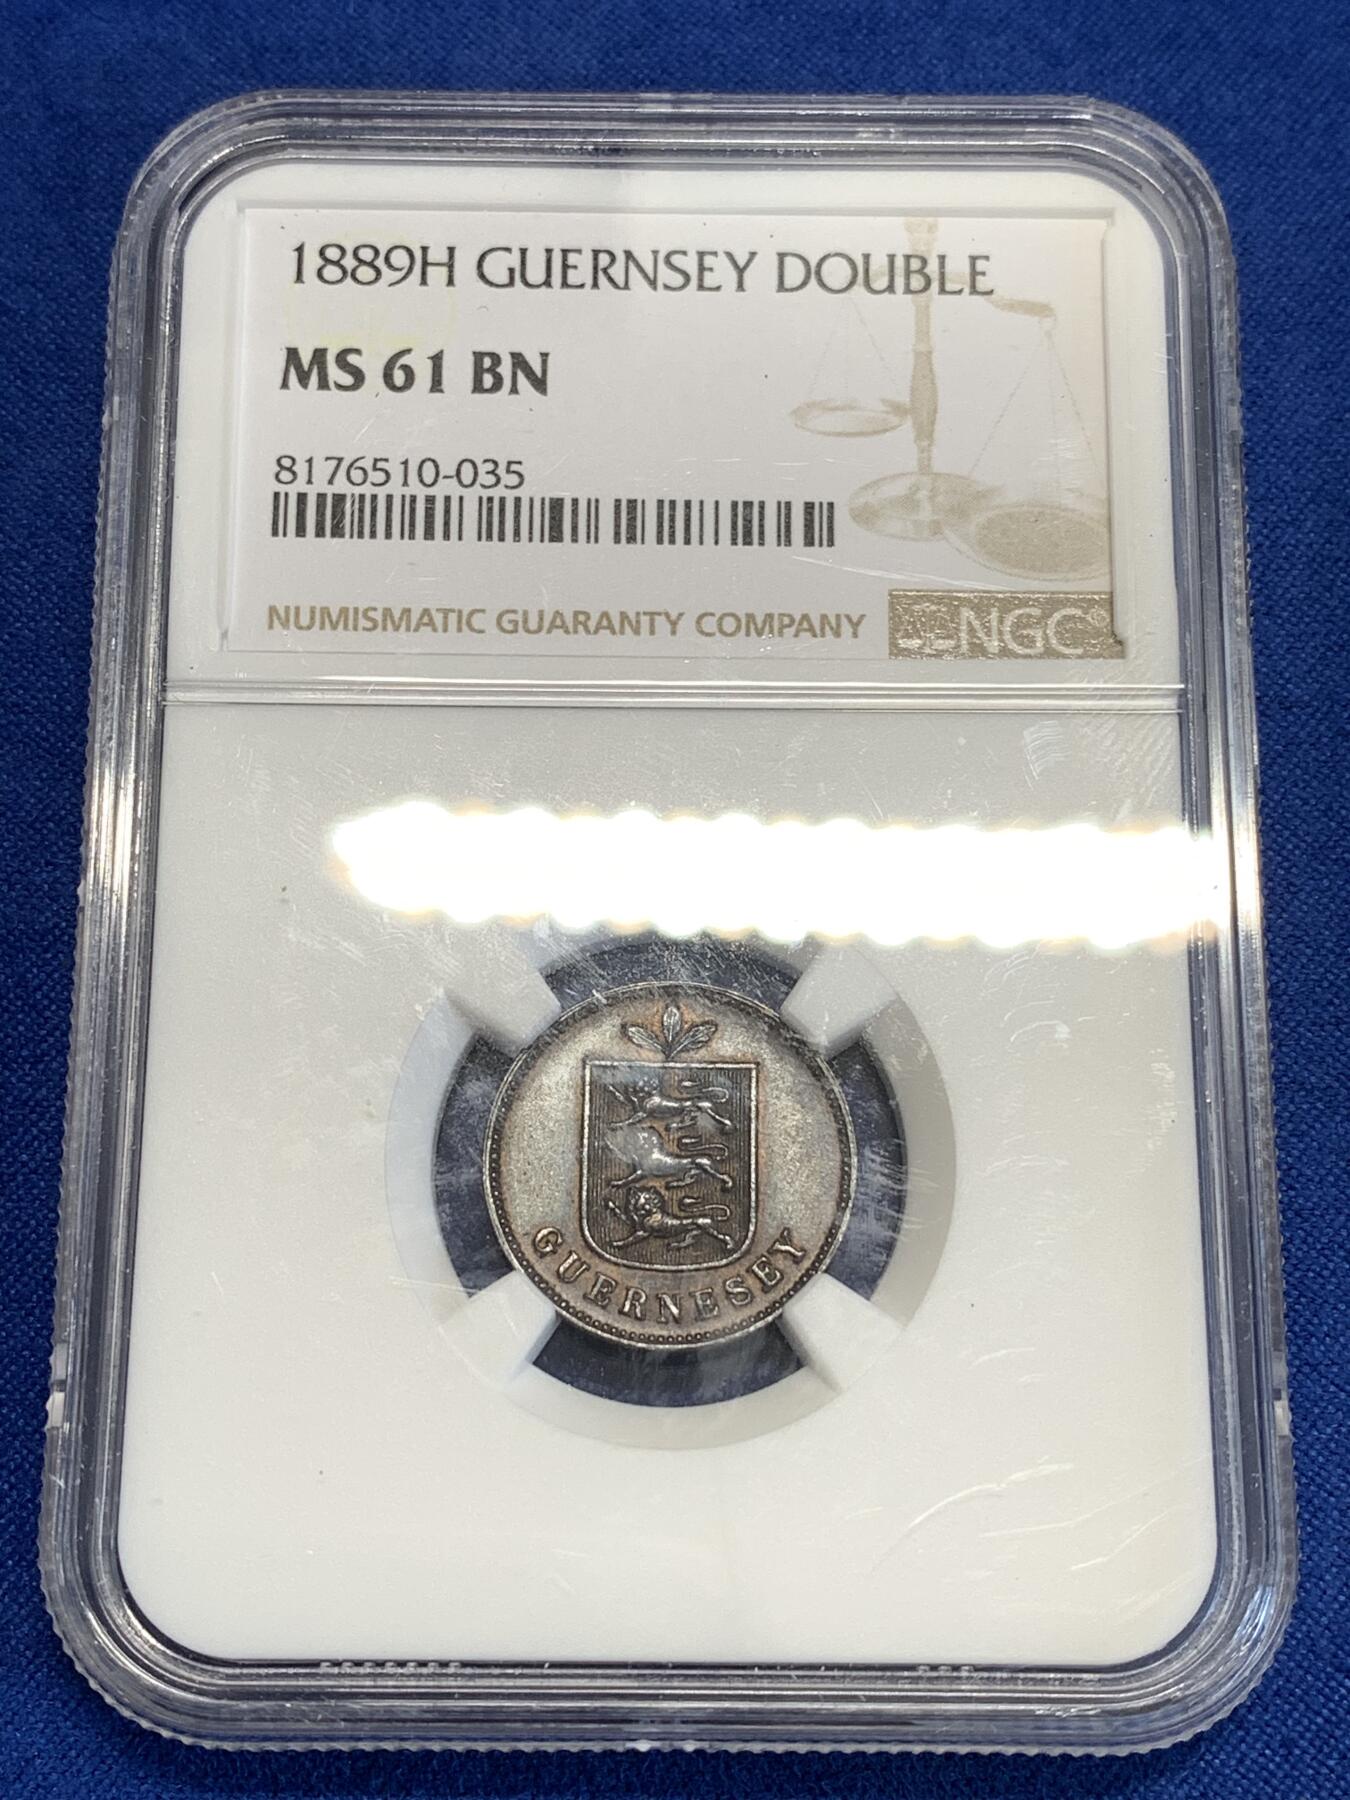 1889H GUERNSEY DOUBLE
MS 61 BN
8176510-035
NUMISMATIC GUARANTY COMPANY
NGC®
GUERNESEY